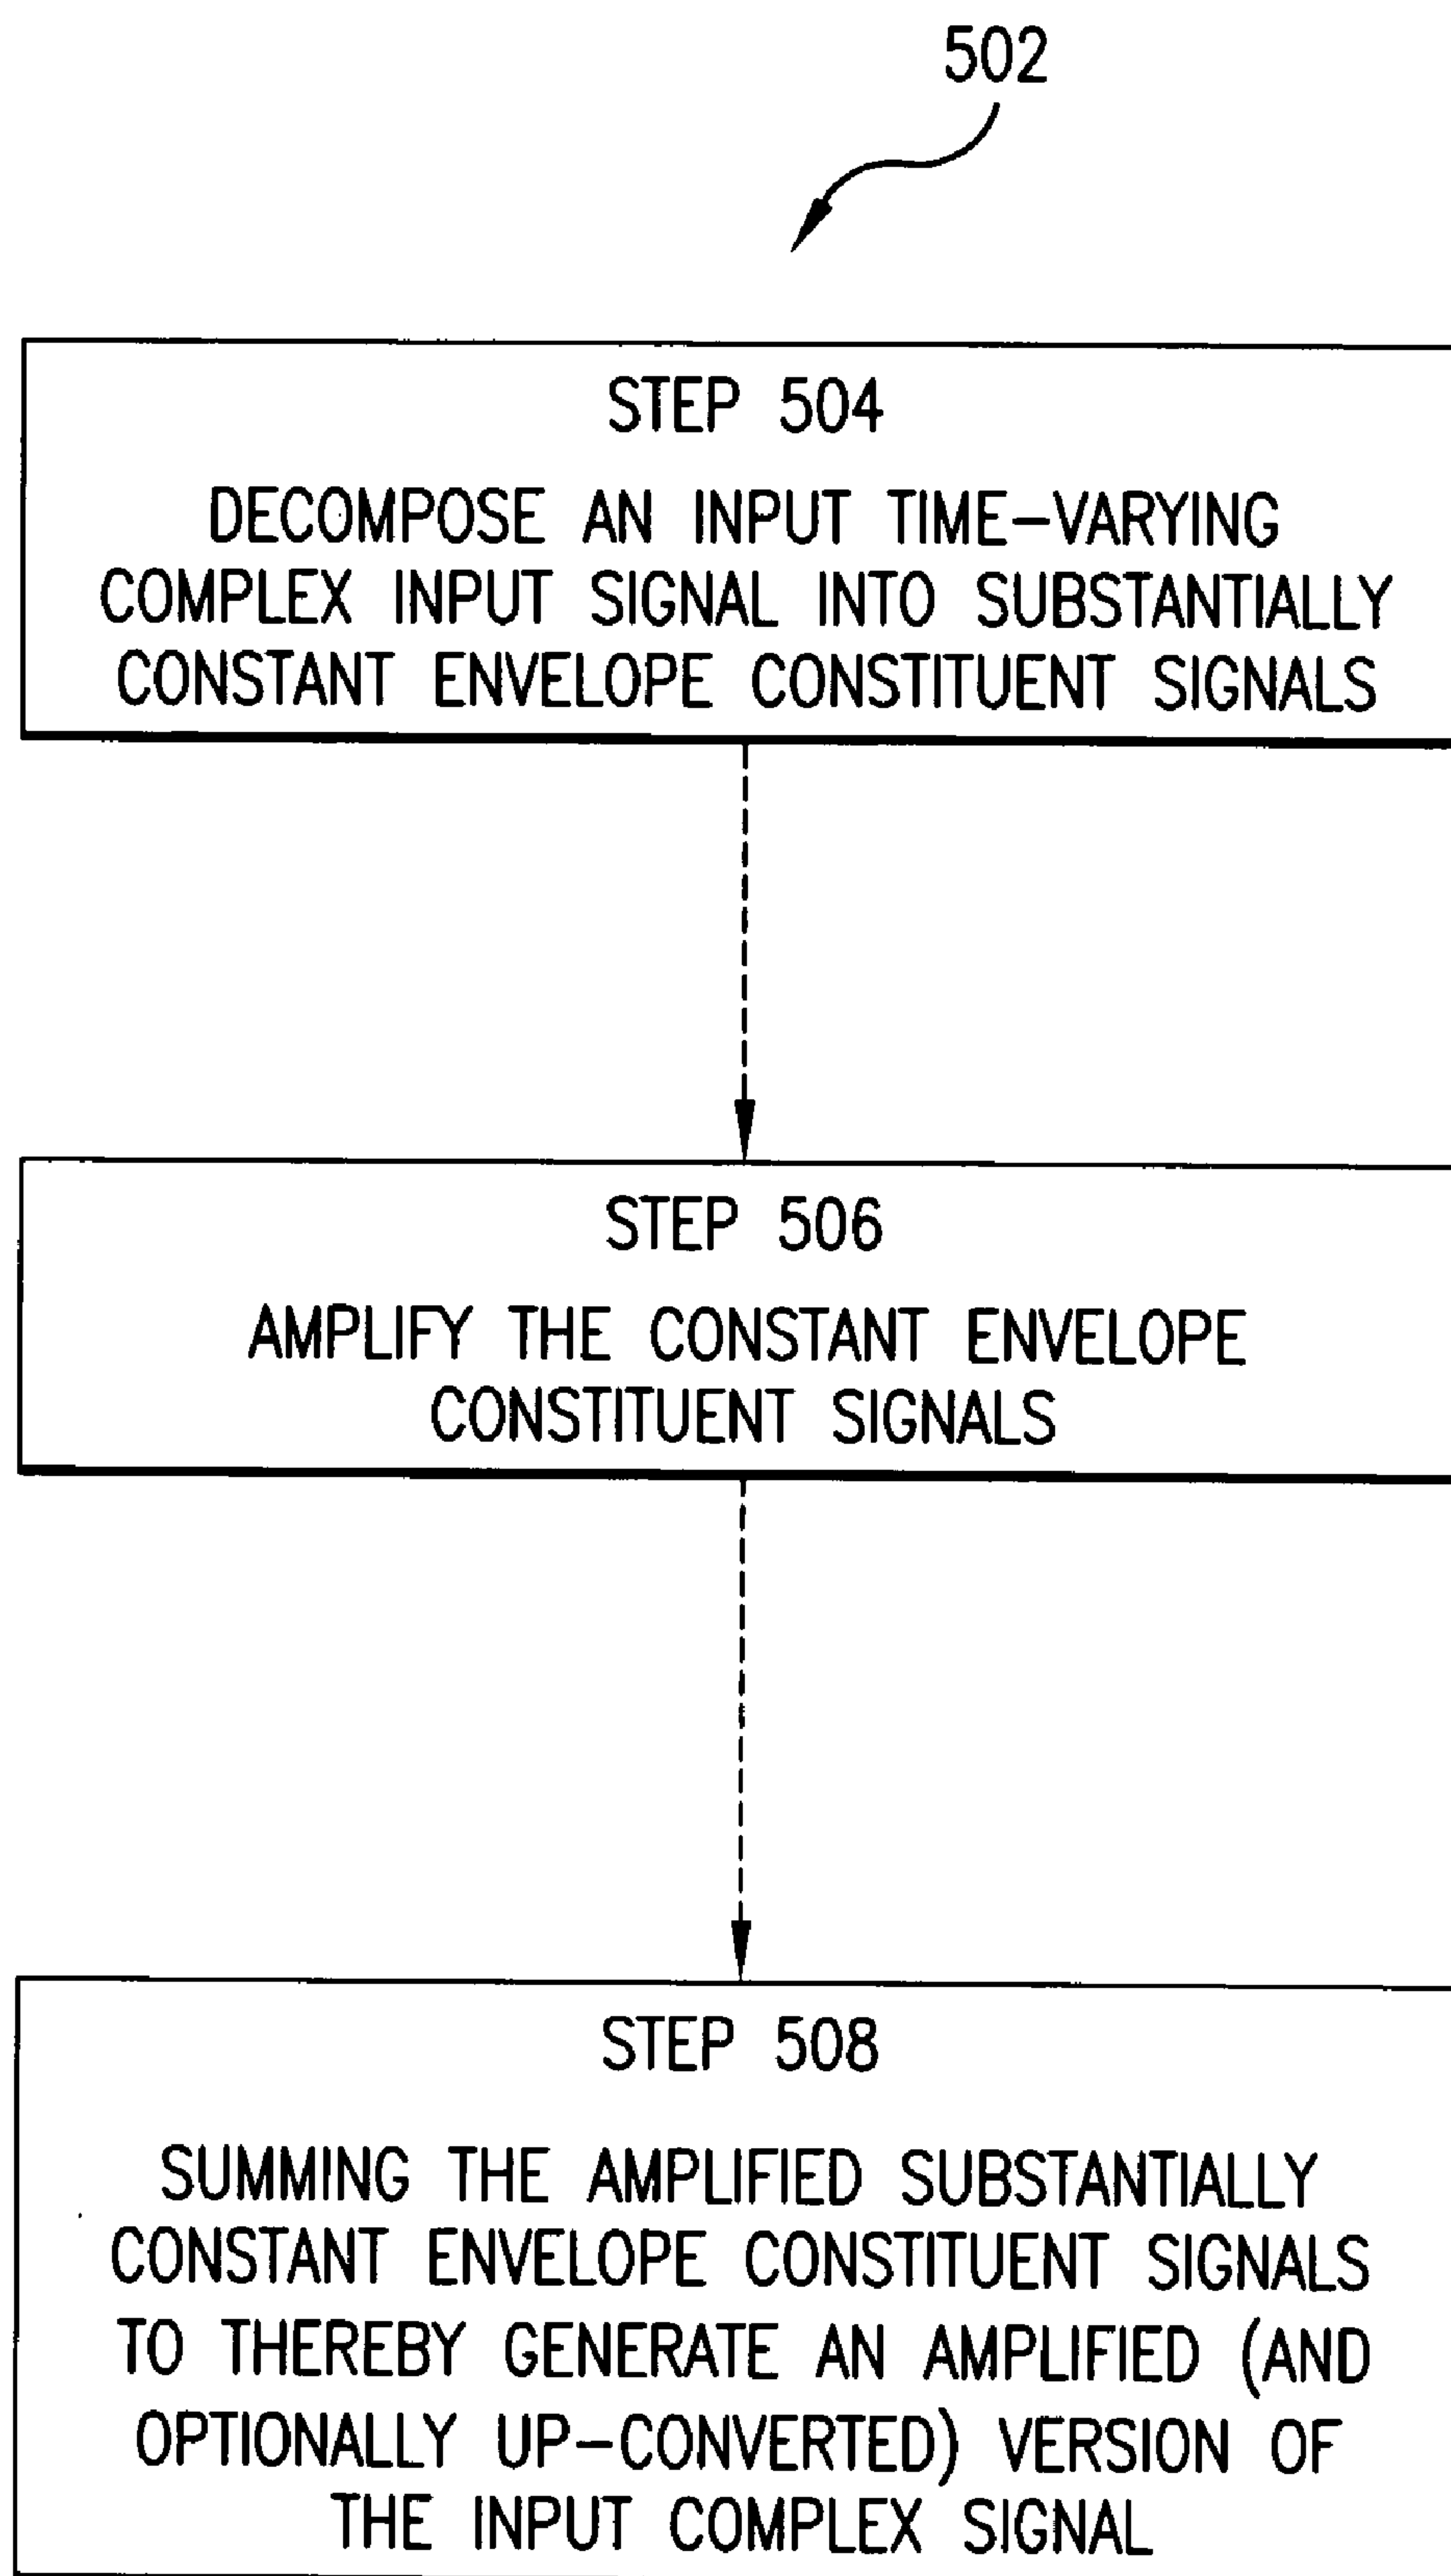 502
STEP 504
DECOMPOSE AN INPUT TIME-VARYING
COMPLEX INPUT SIGNAL INTO SUBSTANTIALLY
CONSTANT ENVELOPE CONSTITUENT SIGNALS
STEP 506
AMPLIFY THE CONSTANT ENVELOPE
CONSTITUENT SIGNALS
STEP 508
SUMMING THE AMPLIFIED SUBSTANTIALLY
CONSTANT ENVELOPE CONSTITUENT SIGNALS
TO THEREBY GENERATE AN AMPLIFIED (AND
OPTIONALLY UP-CONVERTED) VERSION OF
THE INPUT COMPLEX SIGNAL